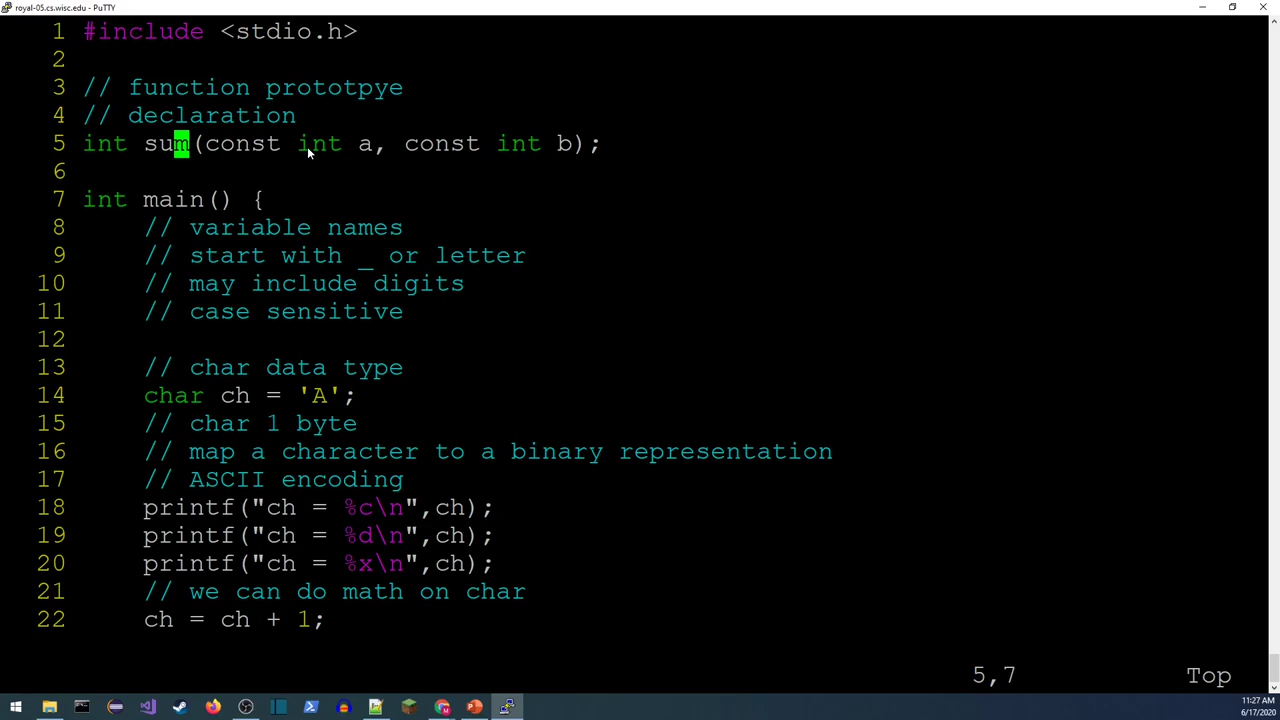 royal-05.cs.wisc.edu - PuTTY
1 #include <stdio.h>
2
3 // function prototpye
4 // declaration
5 int sum(const int a, const int b);
6
7 int main() {
8     // variable names
9     // start with _ or letter
10     // may include digits
11     // case sensitive
12
13     // char data type
14     char ch = 'A';
15     // char 1 byte
16     // map a character to a binary representation
17     // ASCII encoding
18     printf("ch = %c\n",ch);
19     printf("ch = %d\n",ch);
20     printf("ch = %x\n",ch);
21     // we can do math on char
22     ch = ch + 1;
5,7 Top
11:27 AM
6/17/2020